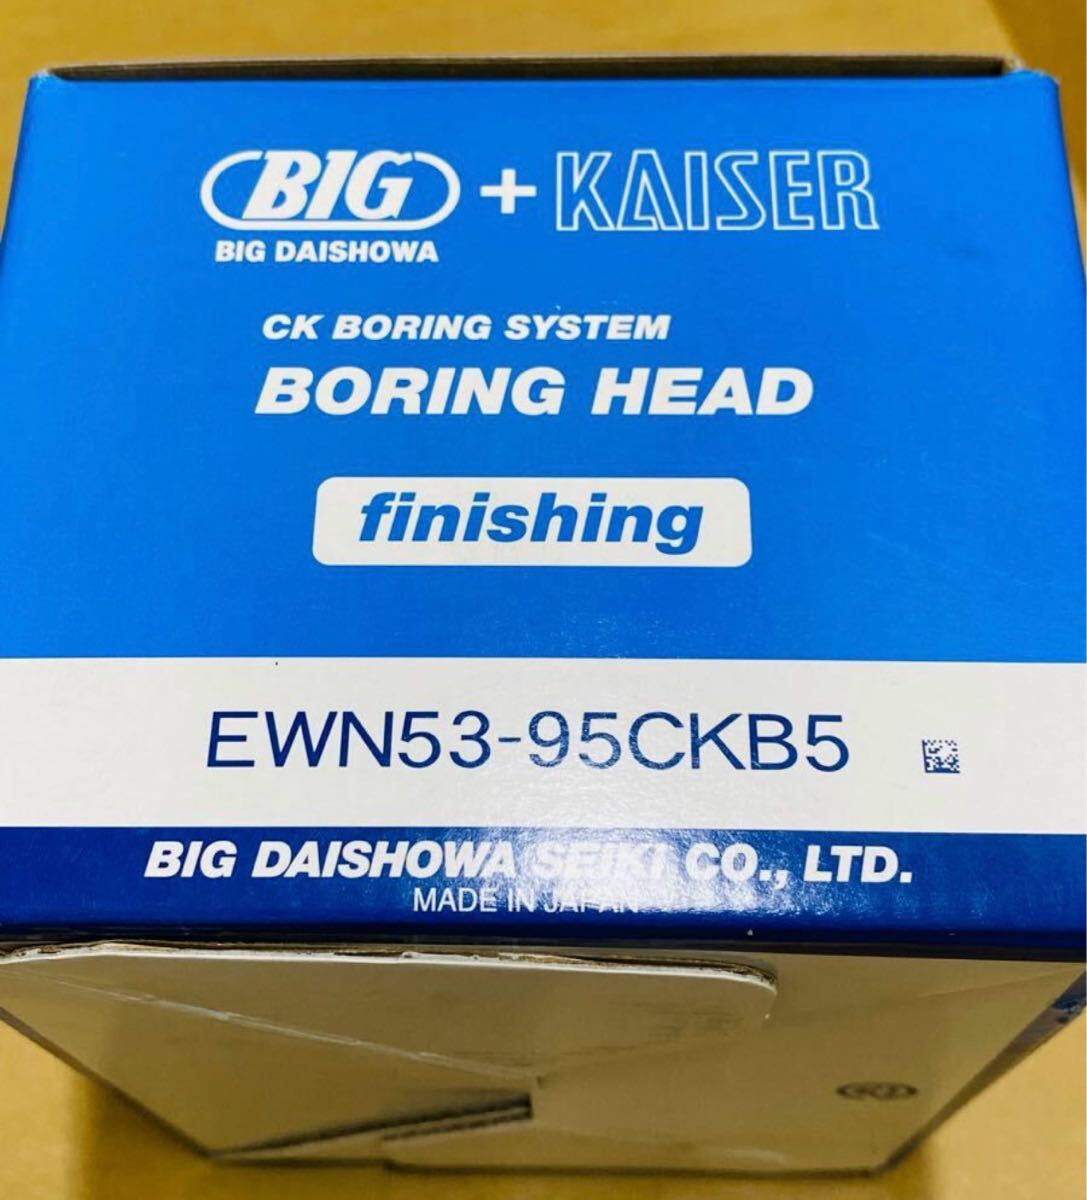 BIG + KAISER
BIG DAISHOWA
CK BORING SYSTEM
BORING HEAD
finishing
EWN53-95CKB5
BIG DAISHOWA SEIKI CO., LTD.
MADE IN JAPAN